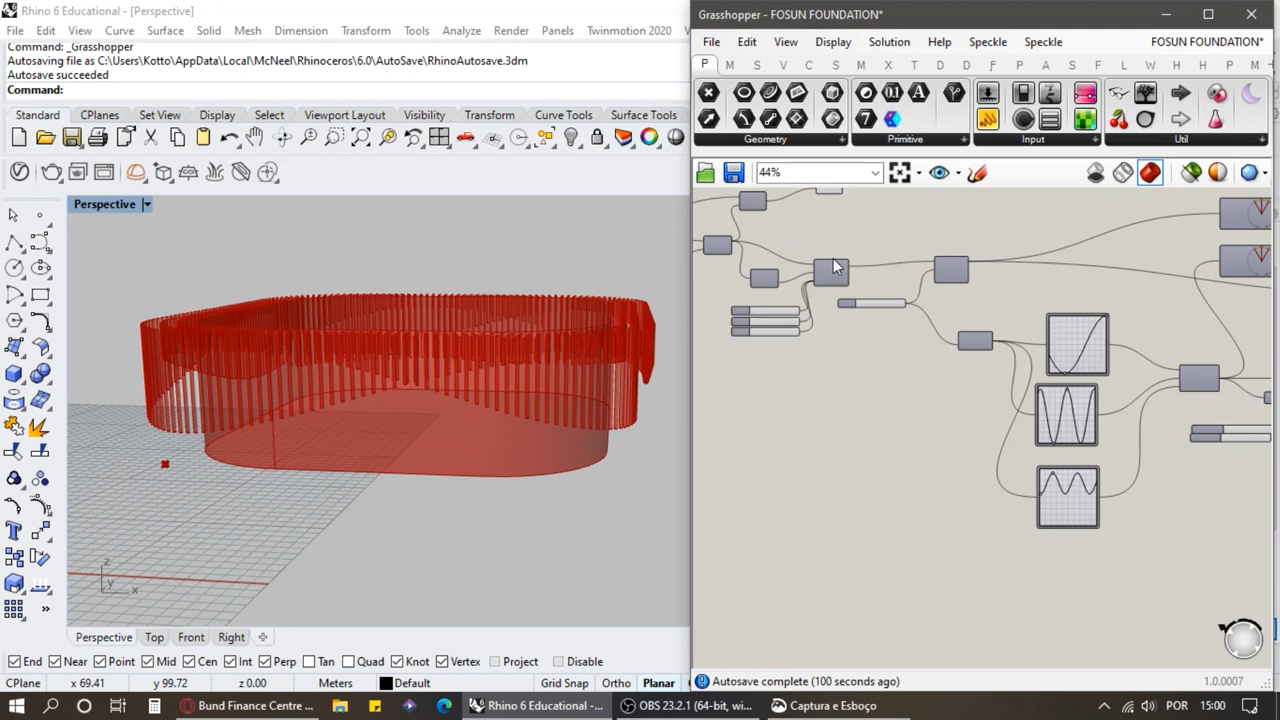 Rhino 6 Educational - [Perspective]
File Edit View Curve Surface Solid Mesh Dimension Transform Tools Analyze Render Panels Twinmotion 2020
Command: _Grasshopper
Autosaving file as C:\Users\Kotto\AppData\Local\McNeel\Rhinoceros\6.0\AutoSave\RhinoAutosave.3dm
Autosave succeeded
Command:
Standard CPlanes Set View Display Select Viewport Layout Visibility Transform Curve Tools Surface Tools
Perspective
z
y
x
Perspective Top Front Right
End Near Point Mid Cen Int Perp Tan Quad Knot Vertex Project Disable
CPlane x 69.41 y 99.72 z 0.00 Meters Default Grid Snap Ortho Planar
Grasshopper - FOSUN FOUNDATION*
File Edit View Display Solution Help Speckle Speckle FOSUN FOUNDATION*
P M S V C S M X T D D F P A S F L W H P M
Geometry Primitive Input Util
44%
Autosave complete (100 seconds ago) 1.0.0007
Bund Finance Centre ... Rhino 6 Educational -... OBS 23.2.1 (64-bit, wi... Captura e Esboço POR 15:00